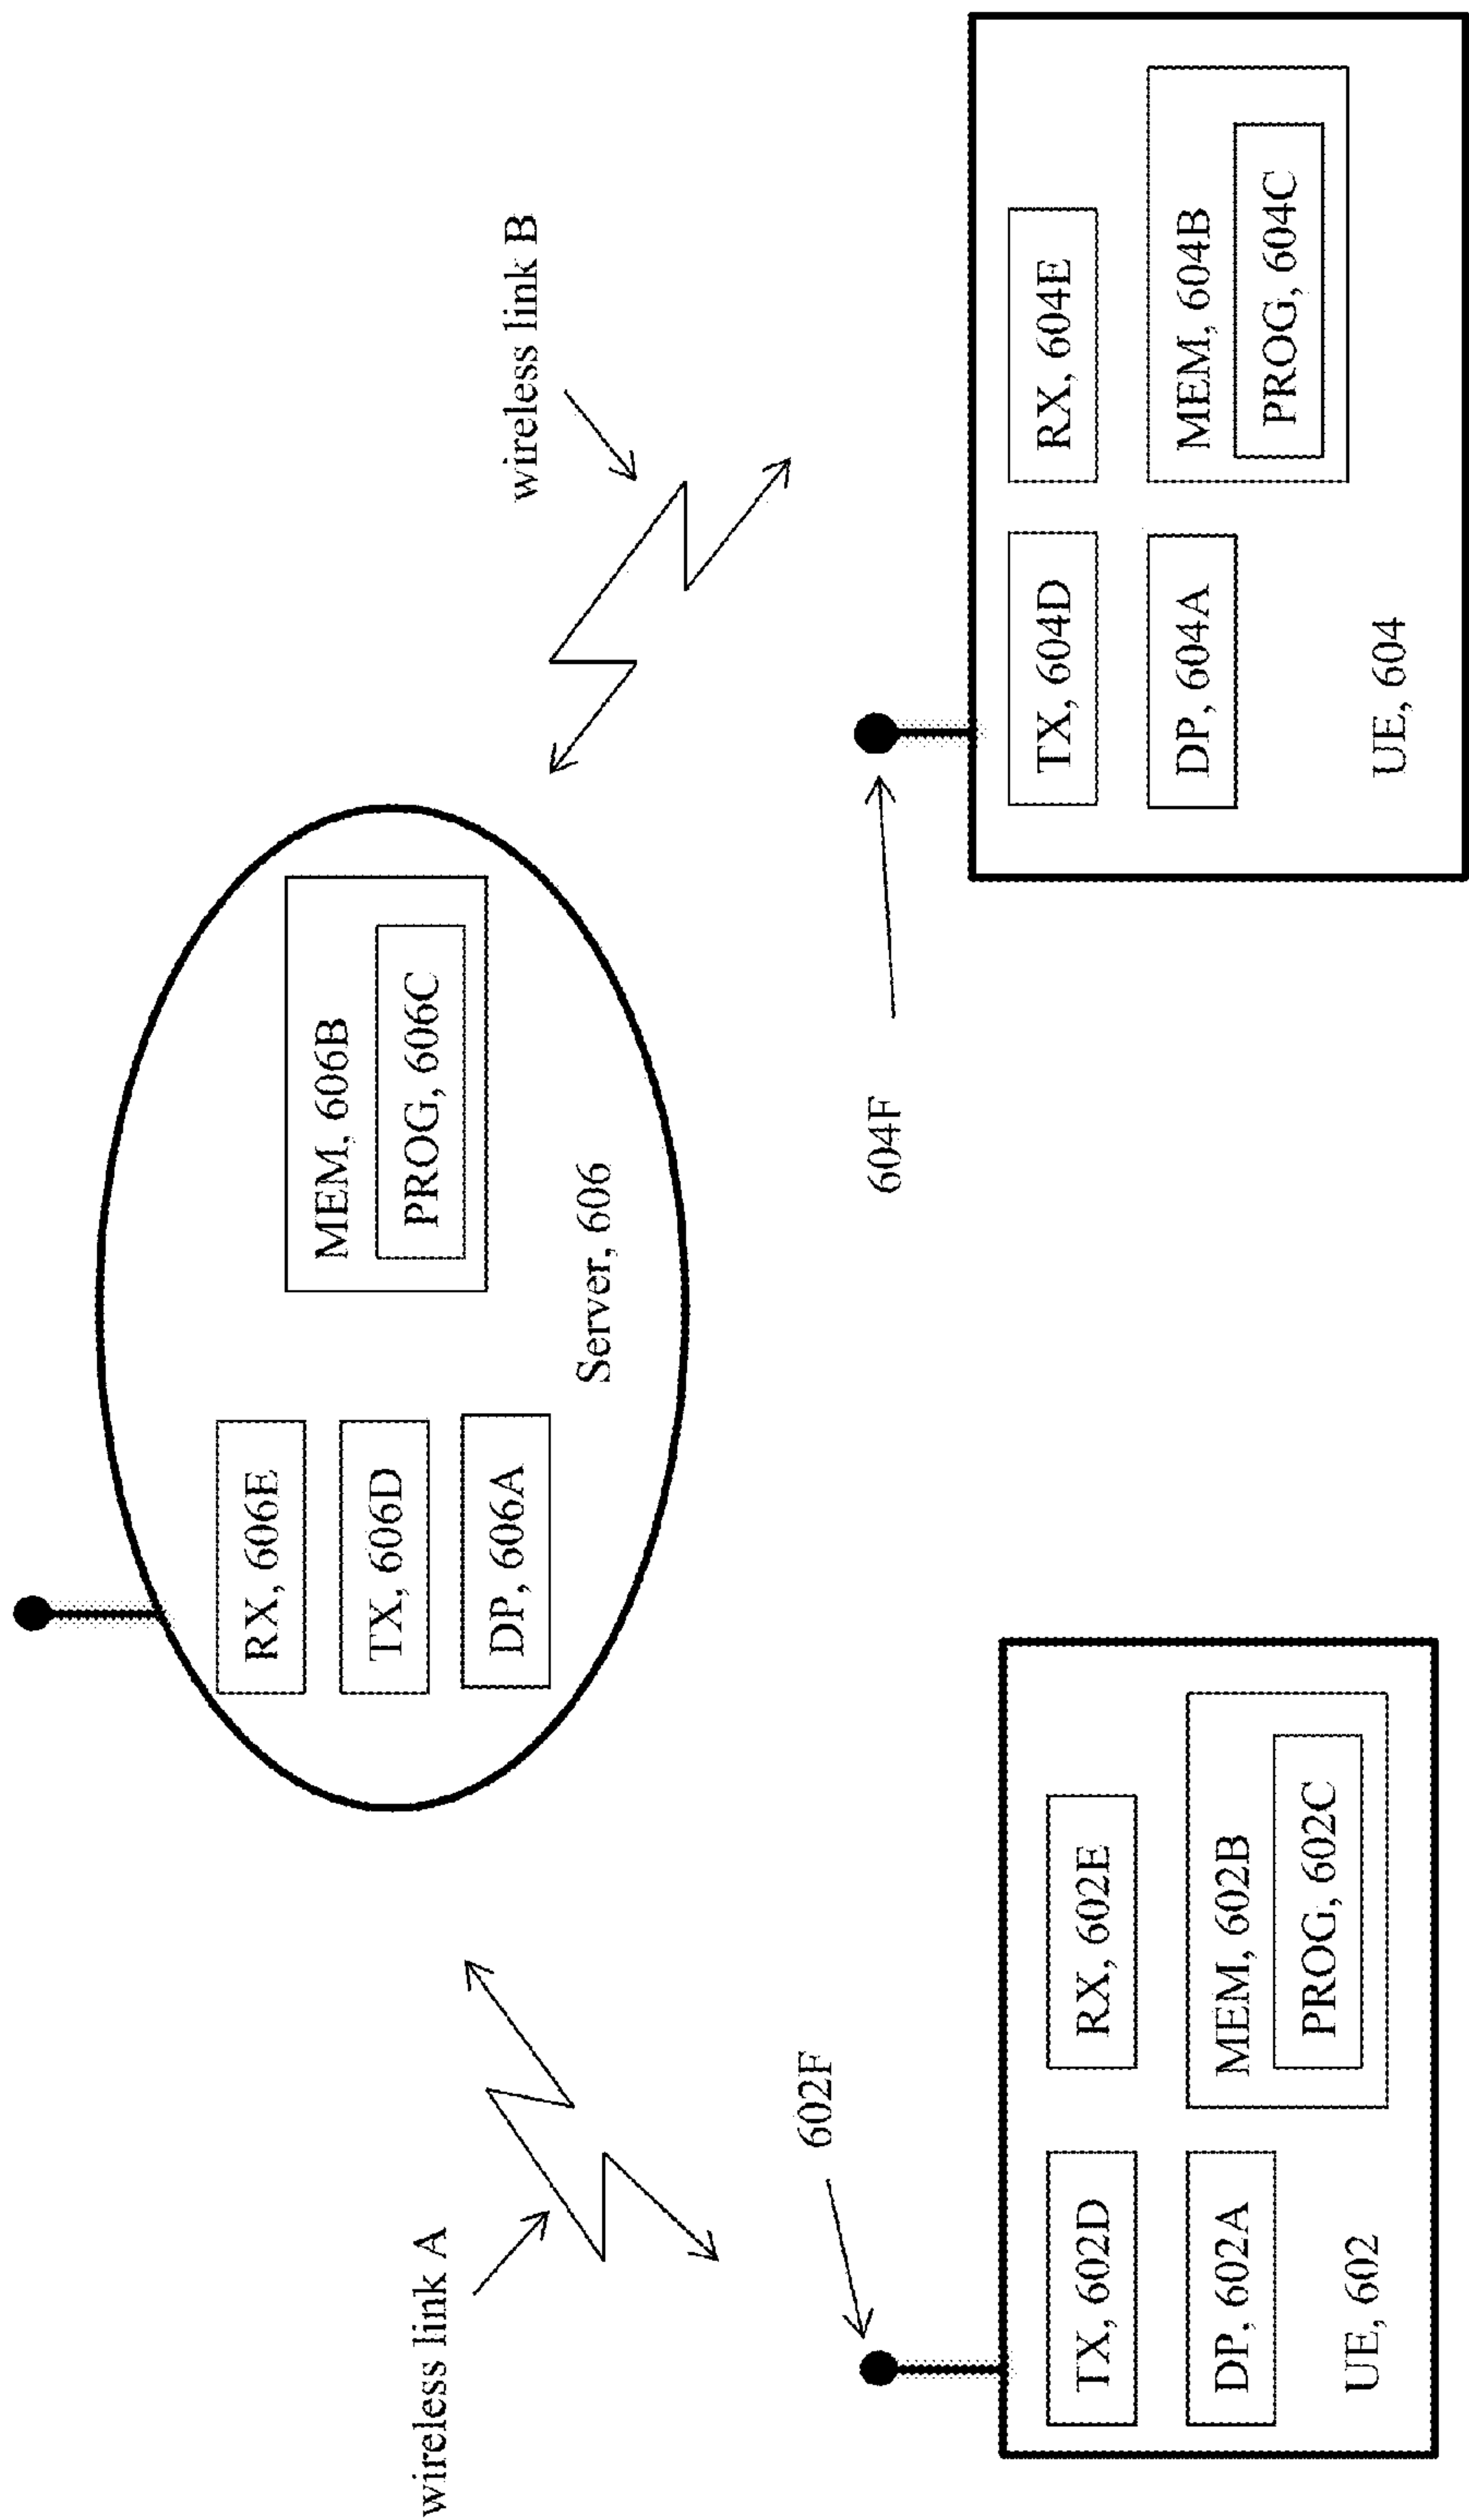 wireless link A
RX, 606E
TX, 606D
DP, 606A
MEM, 606B
PROG, 606C
Server, 606
wireless link B
602F
TX, 602D
RX, 602E
DP, 602A
MEM, 602B
PROG, 602C
UE, 602
604F
TX, 604D
RX, 604E
DP, 604A
MEM, 604B
PROG, 604C
UE, 604